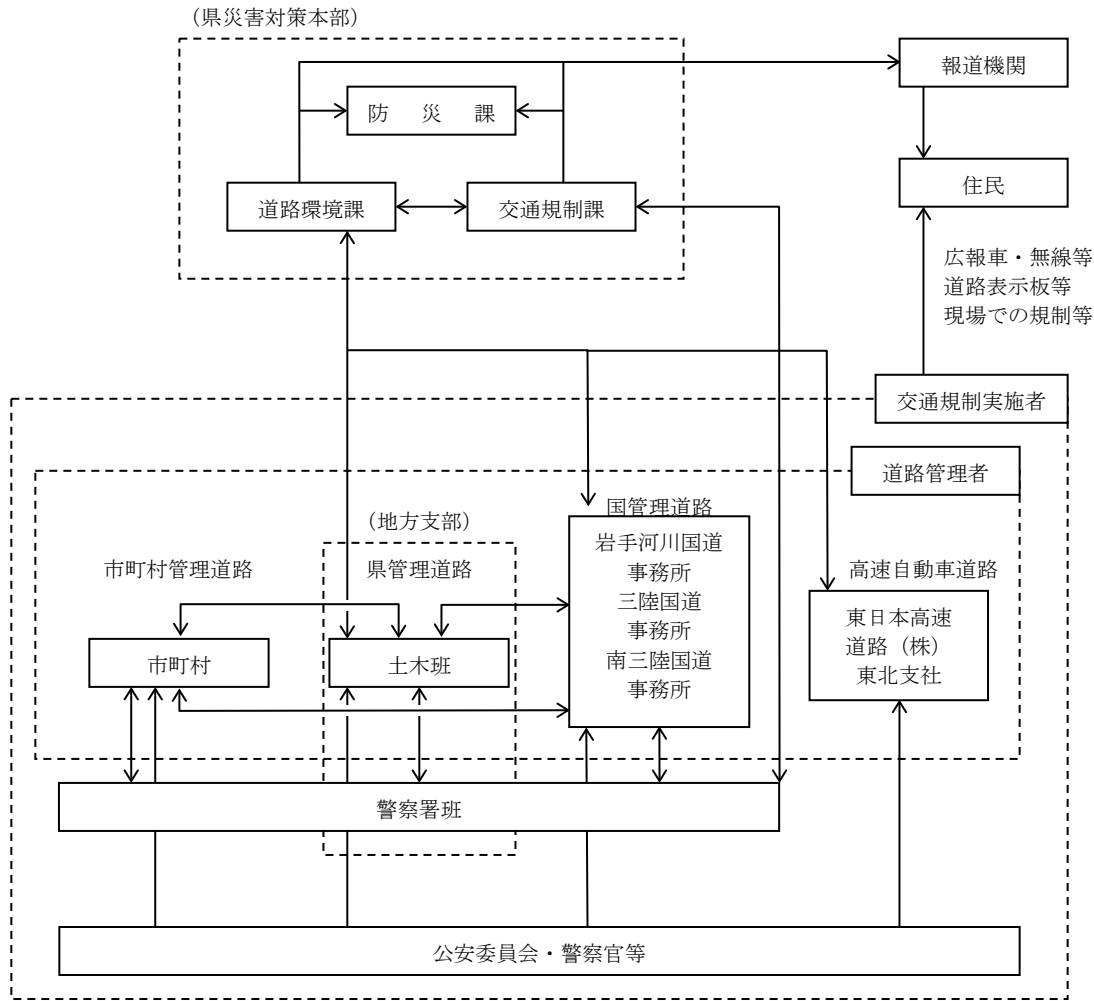 （県災害対策本部）
報道機関
防　災　課
住民
道路環境課
交通規制課
広報車・無線等
道路表示板等
現場での規制等
交通規制実施者
道路管理者
国管理道路
（地方支部）
岩手河川国道
事務所
三陸国道
事務所
南三陸国道
事務所
市町村管理道路
県管理道路
高速自動車道路
東日本高速
道路（株）
東北支社
市町村
土木班
警察署班
公安委員会・警察官等